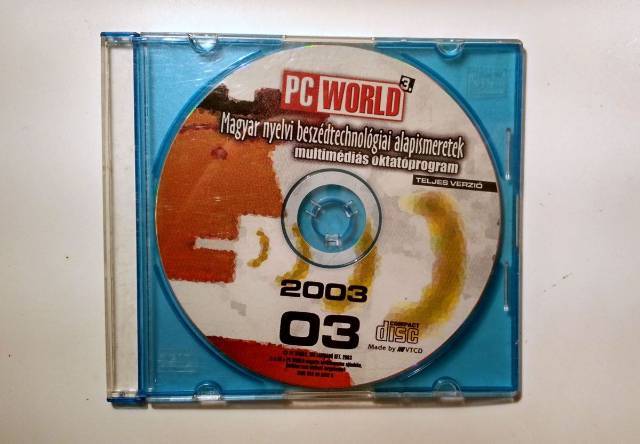 PC WORLD
3.
Magyar nyelvi beszédtechnológiai alapismeretek
multimédiás oktatóprogram
TELJES VERZIÓ
2003
03
COMPACT
disc
Made by VTCD